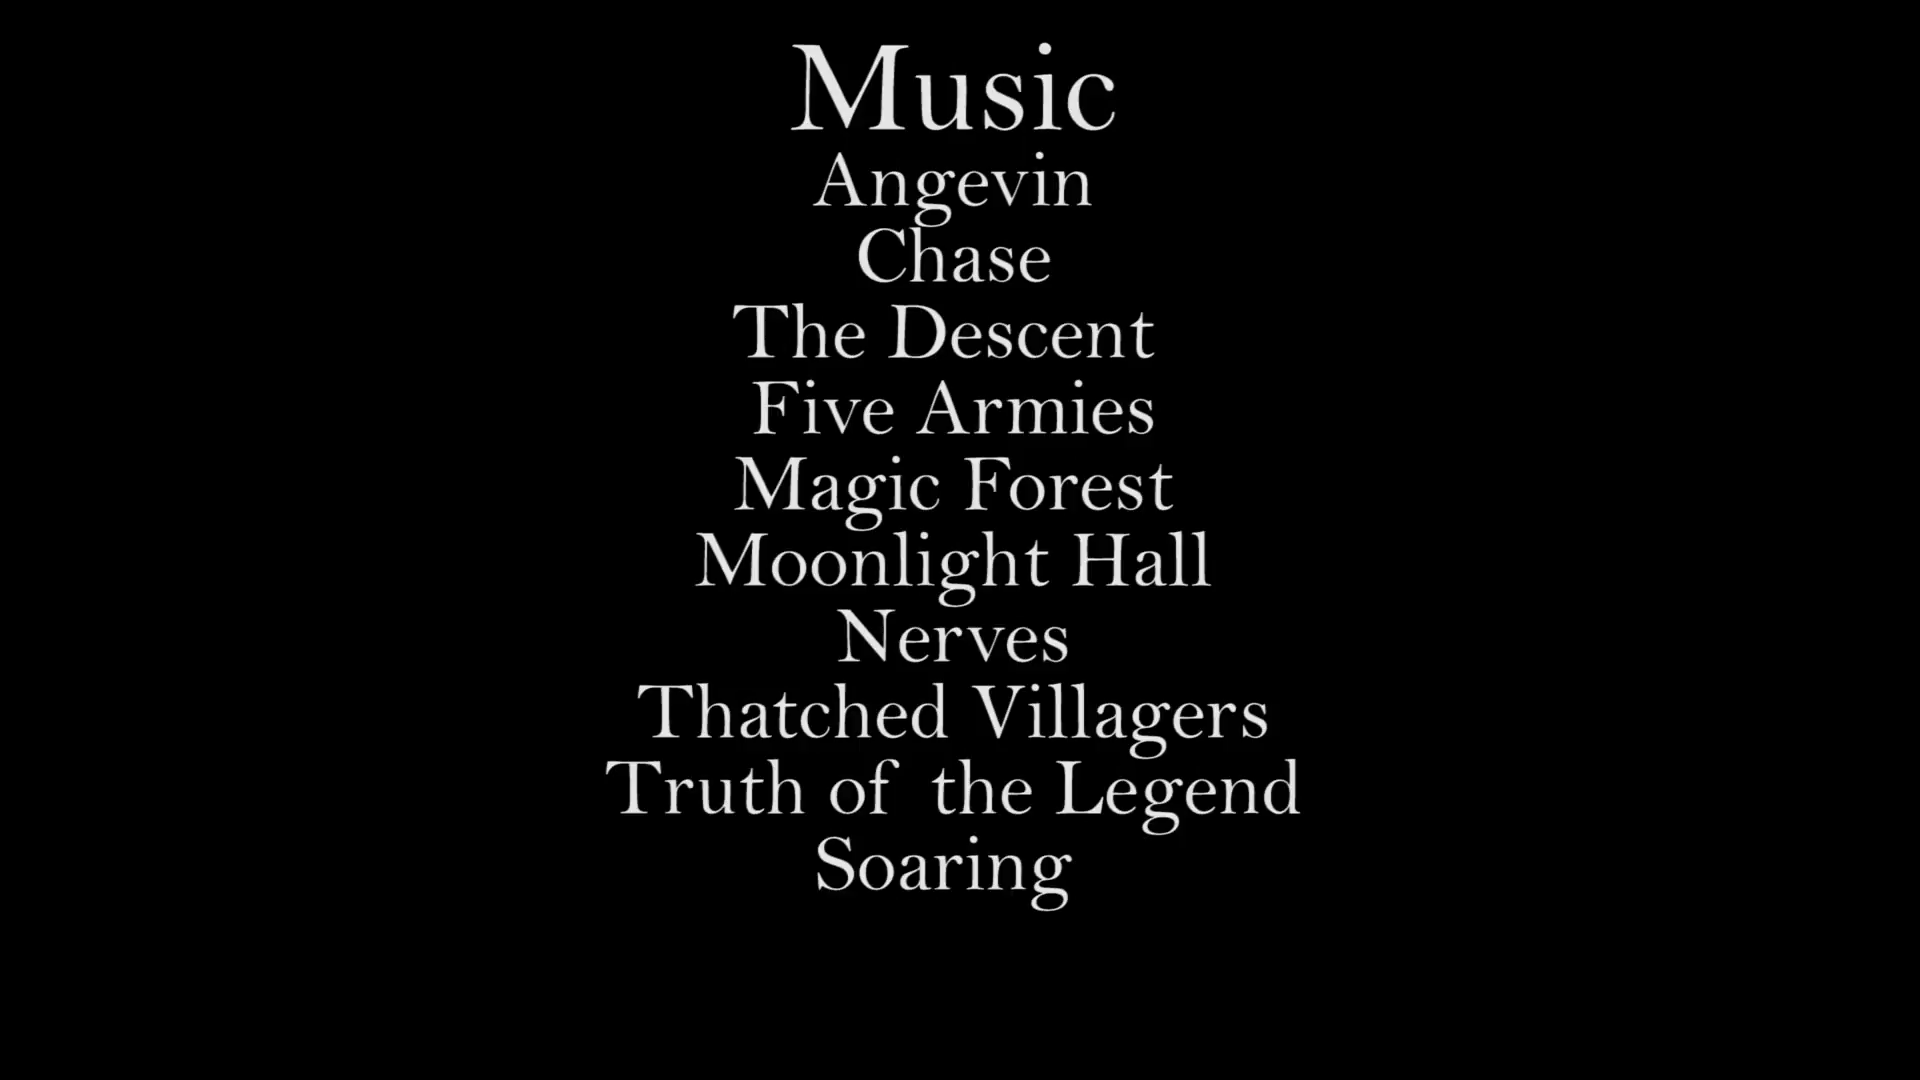 Music
Angevin
Chase
The Descent
Five Armies
Magic Forest
Moonlight Hall
Nerves
Thatched Villagers
Truth of the Legend
Soaring